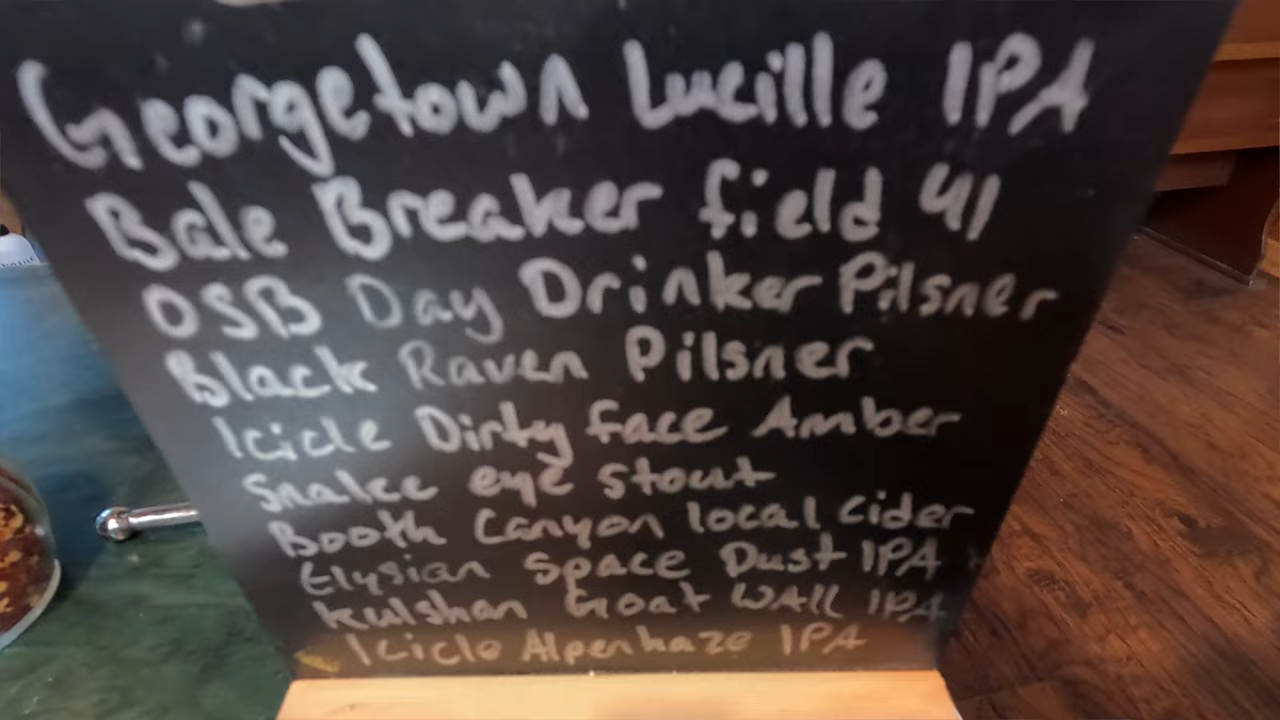 Georgetown Lucille IPA
Bale Breaker field 41
OSB Day Drinker Pilsner
Black Raven Pilsner
Icicle Dirty face Amber
Snake eye stout
Booth Canyon local cider
Elysian Space Dust IPA
Kulshan Goat WAll IPA
Icicle Alpenhaze IPA